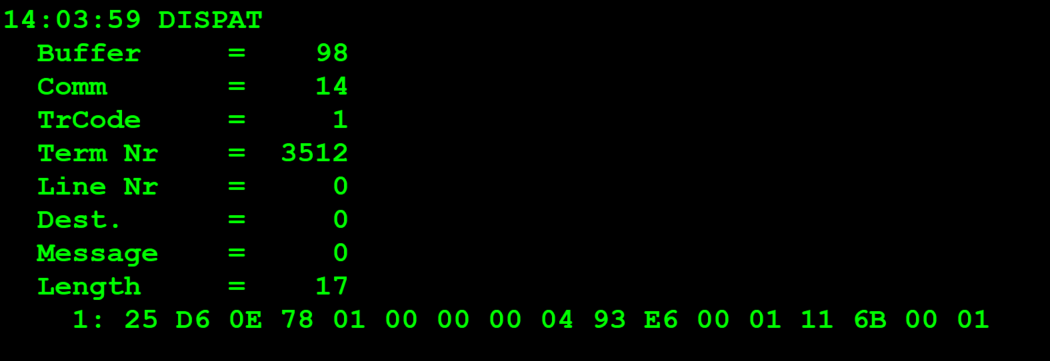 14:03:59 DISPAT
Buffer = 98
Comm = 14
TrCode = 1
Term Nr = 3512
Line Nr = 0
Dest. = 0
Message = 0
Length = 17
1: 25 D6 0E 78 01 00 00 00 04 93 E6 00 01 11 6B 00 01